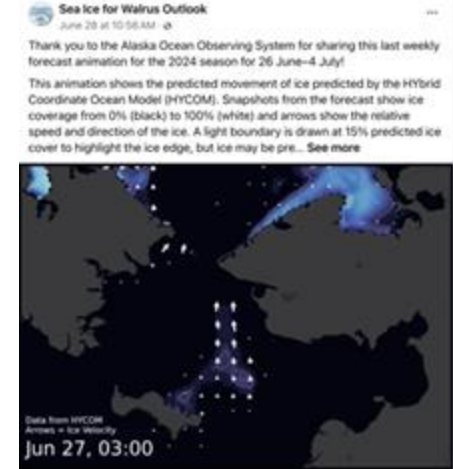 Sea Ice for Walrus Outlook
June 28 at 10:58 AM ·
Thank you to the Alaska Ocean Observing System for sharing this last weekly
forecast animation for the 2024 season for 26 June–4 July!
This animation shows the predicted movement of ice predicted by the HYbrid
Coordinate Ocean Model (HYCOM). Snapshots from the forecast show ice
coverage from 0% (black) to 100% (white) and arrows show the relative
speed and direction of the ice. A light boundary is drawn at 15% predicted ice
cover to highlight the ice edge, but ice may be pre... See more
Data from HYCOM
Arrows = Ice Velocity
Jun 27, 03:00